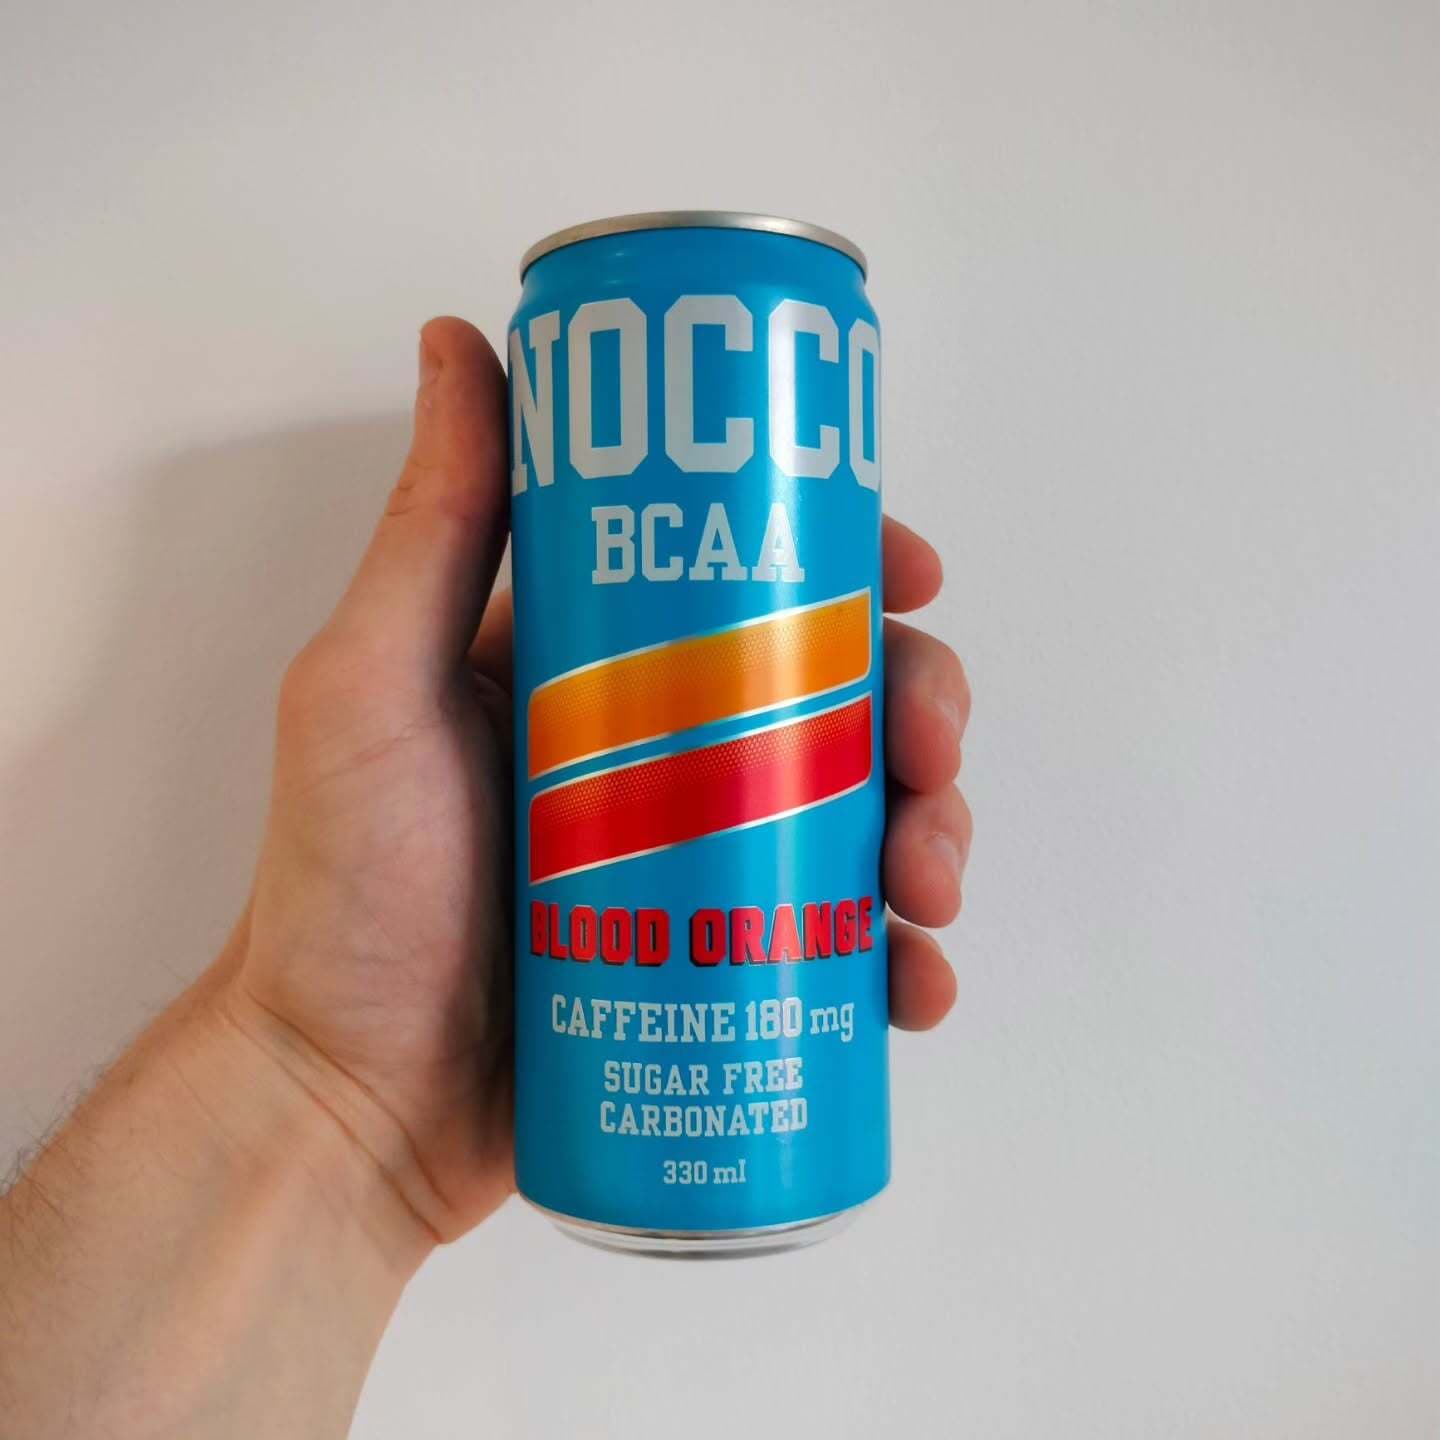 NOCCO
BCAA
BLOOD ORANGE
CAFFEINE 180 mg
SUGAR FREE
CARBONATED
330 ml